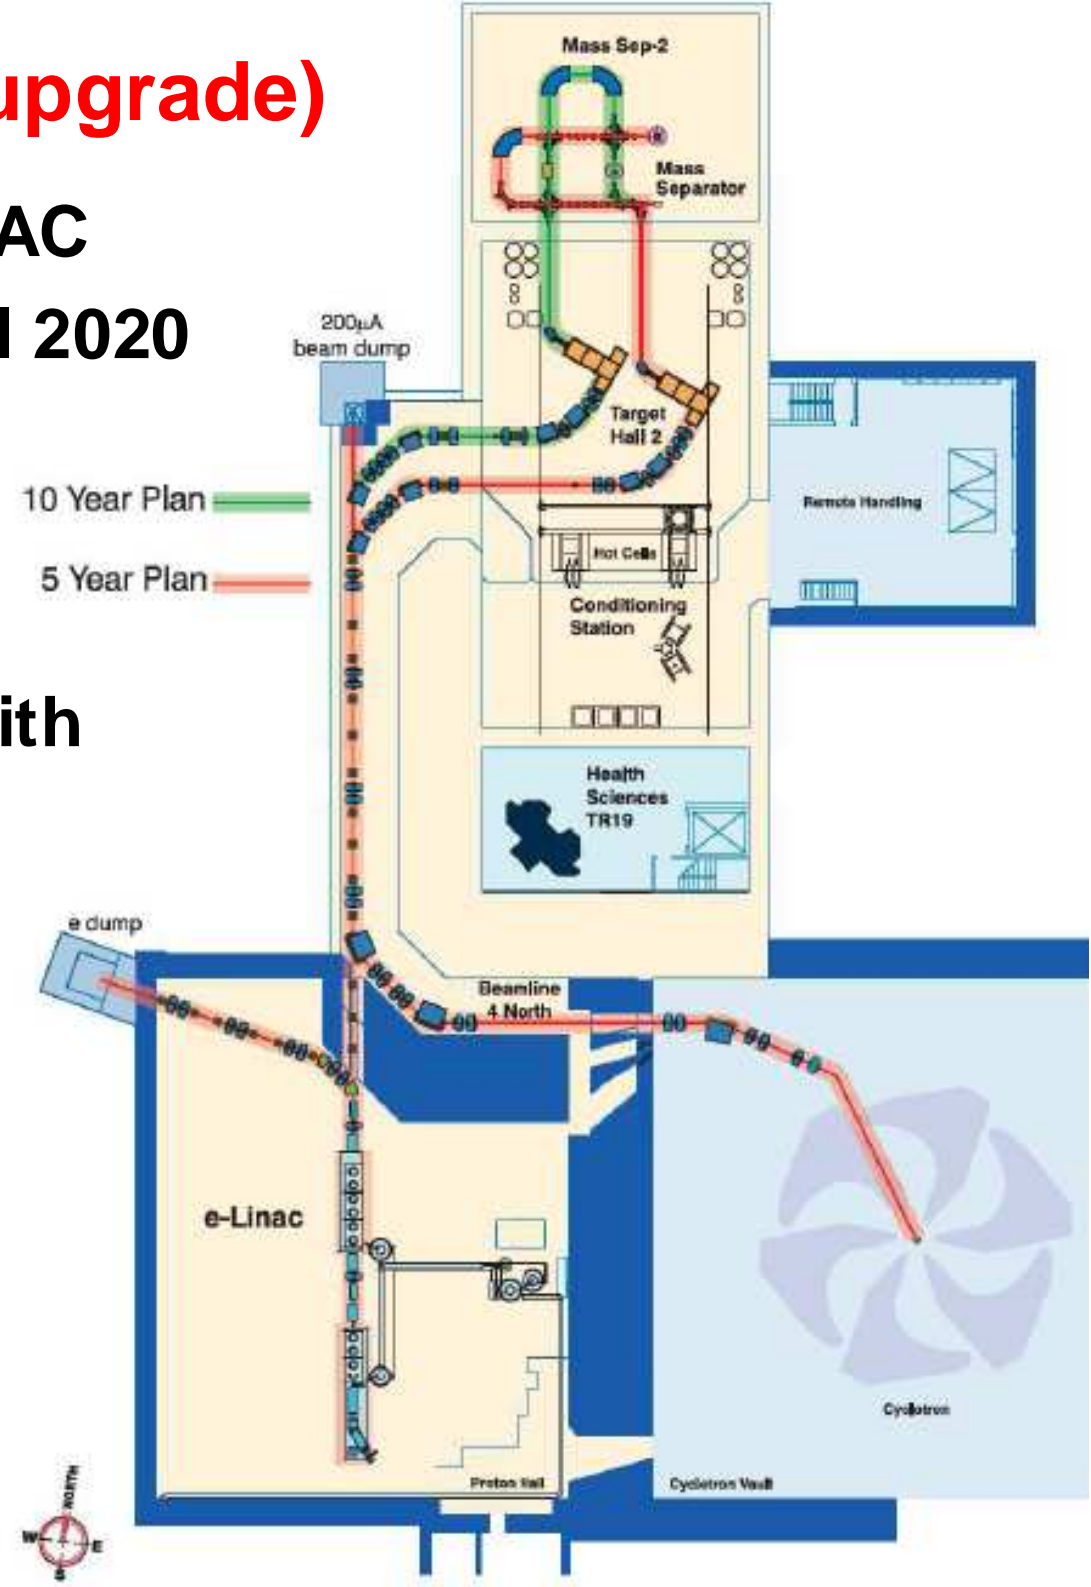 upgrade)
AC
2020
ith
Mass Sep-2
Mass
Separator
200µA
beam dump
Target
Hall 2
10 Year Plan
5 Year Plan
Remote Handling
Hot Cells
Conditioning
Station
Health
Sciences
TR19
e dump
Beamline
4 North
e-Linac
Cyclotron
Proton Hall
Cyclotron Vault
NORTH
W
E
S